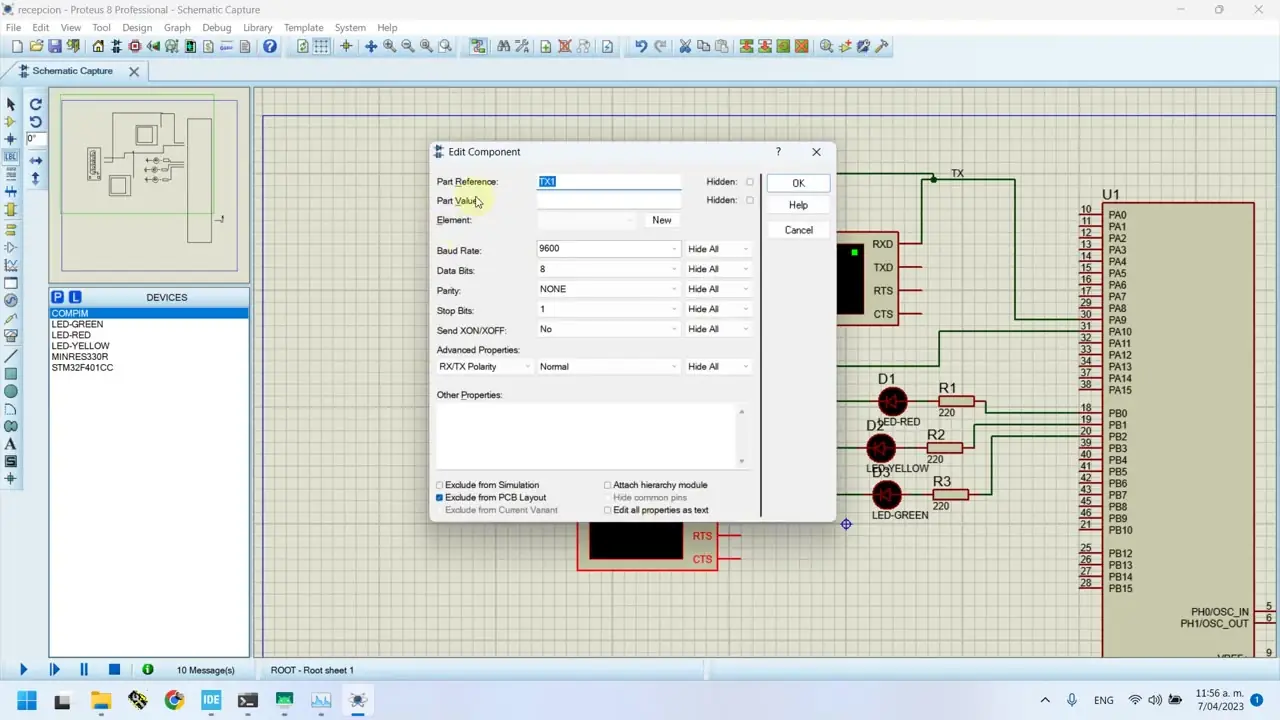 recepcion - Proteus 8 Professional - Schematic Capture
File Edit View Tool Design Graph Debug Library Template System Help
Schematic Capture
0°
LBL
P L DEVICES
COMPIM
LED-GREEN
LED-RED
LED-YELLOW
MINRES330R
STM32F401CC
Edit Component
Part Reference: TX1 Hidden:
Part Value: Hidden:
Element: New
Baud Rate: 9600 Hide All
Data Bits: 8 Hide All
Parity: NONE Hide All
Stop Bits: 1 Hide All
Send XON/XOFF: No Hide All
Advanced Properties:
RX/TX Polarity Normal Hide All
Other Properties:
Exclude from Simulation Attach hierarchy module
Exclude from PCB Layout Hide common pins
Exclude from Current Variant Edit all properties as text
OK
Help
Cancel
TX
RXD
TXD
RTS
CTS
RTS
CTS
D1
LED-RED
R1
220
D2
LED-YELLOW
R2
220
D3
LED-GREEN
R3
220
U1
10 PA0
11 PA1
12 PA2
13 PA3
14 PA4
15 PA5
16 PA6
17 PA7
29 PA8
30 PA9
31 PA10
32 PA11
33 PA12
34 PA13
37 PA14
38 PA15
18 PB0
19 PB1
20 PB2
39 PB3
40 PB4
41 PB5
42 PB6
43 PB7
45 PB8
46 PB9
21 PB10
25 PB12
26 PB13
27 PB14
28 PB15
PH0/OSC_IN 5
PH1/OSC_OUT 6
9
10 Message(s) ROOT - Root sheet 1
IDE
ENG
11:56 a. m.
7/04/2023
1